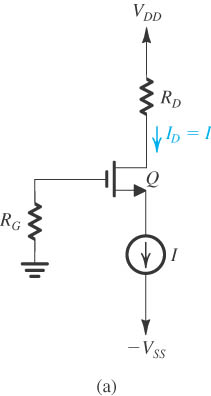 V_DD
R_D
I_D = I
Q
R_G
I
-V_SS
(a)